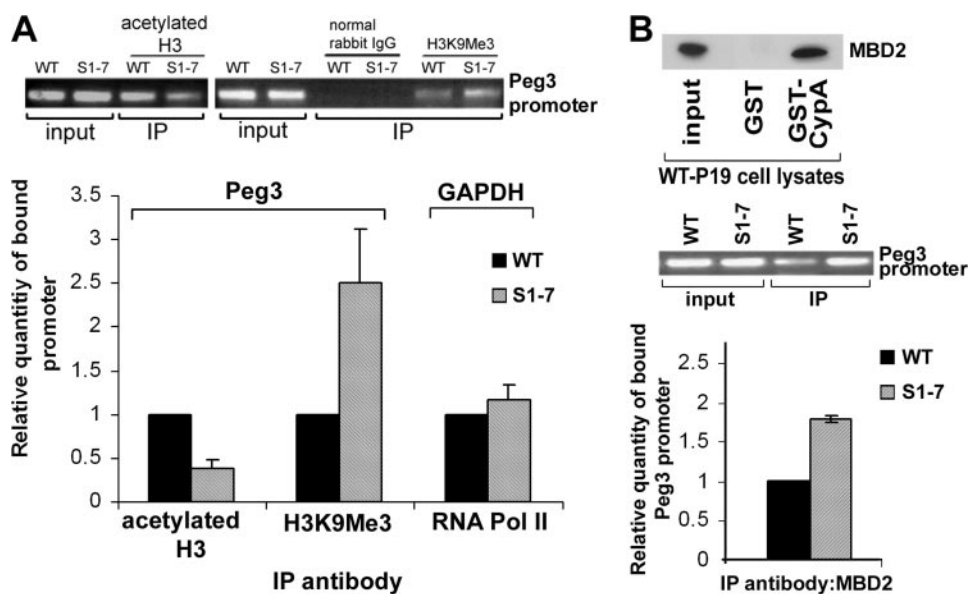 A
acetylated
H3
normal
rabbit IgG
H3K9Me3
WT S1-7 WT S1-7 WT S1-7 WT S1-7 WT S1-7
Peg3
promoter
input IP input IP
Peg3 GAPDH
3.5
3
2.5
2
1.5
1
0.5
0
Relative quantitiy of bound
promoter
WT
S1-7
acetylated
H3
H3K9Me3
RNA Pol II
IP antibody
B
MBD2
input
GST
GST-
CypA
WT-P19 cell lysates
WT S1-7 WT S1-7
Peg3
promoter
input IP
2.5
2
1.5
1
0.5
0
Relative quantity of bound
Peg3 promoter
WT
S1-7
IP antibody:MBD2